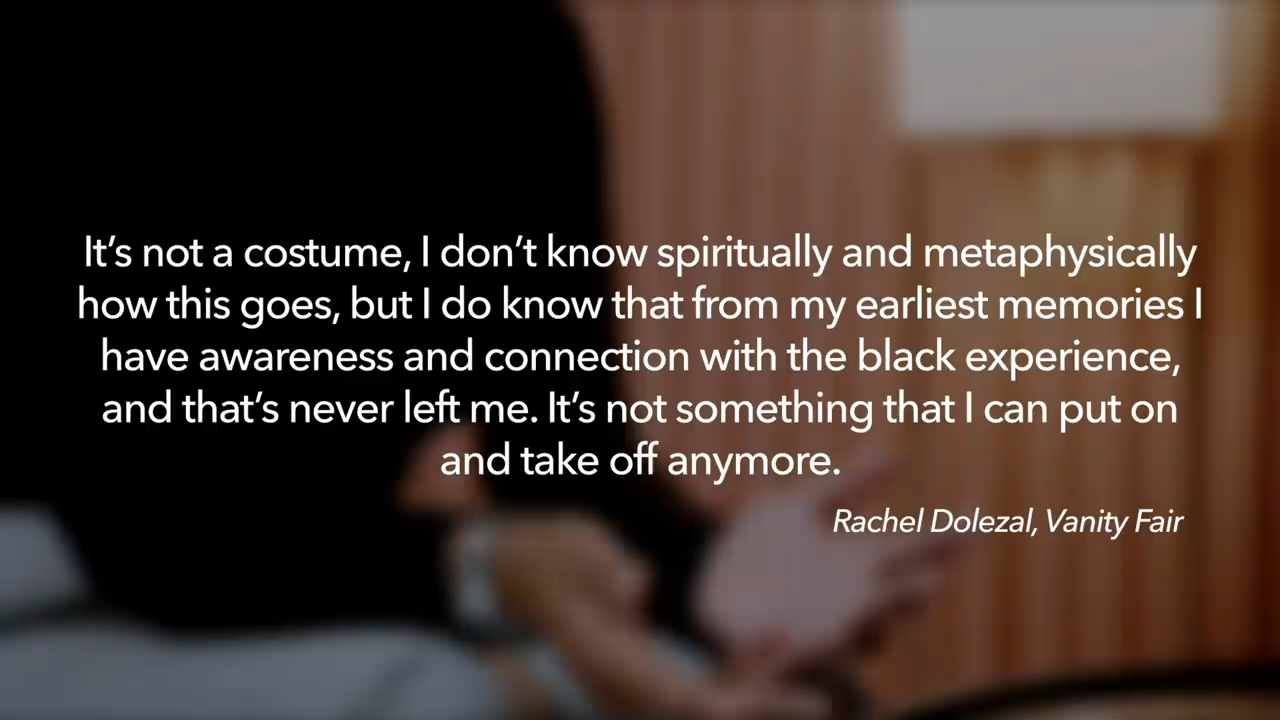 It’s not a costume, I don’t know spiritually and metaphysically
how this goes, but I do know that from my earliest memories I
have awareness and connection with the black experience,
and that’s never left me. It’s not something that I can put on
and take off anymore.
Rachel Dolezal, Vanity Fair